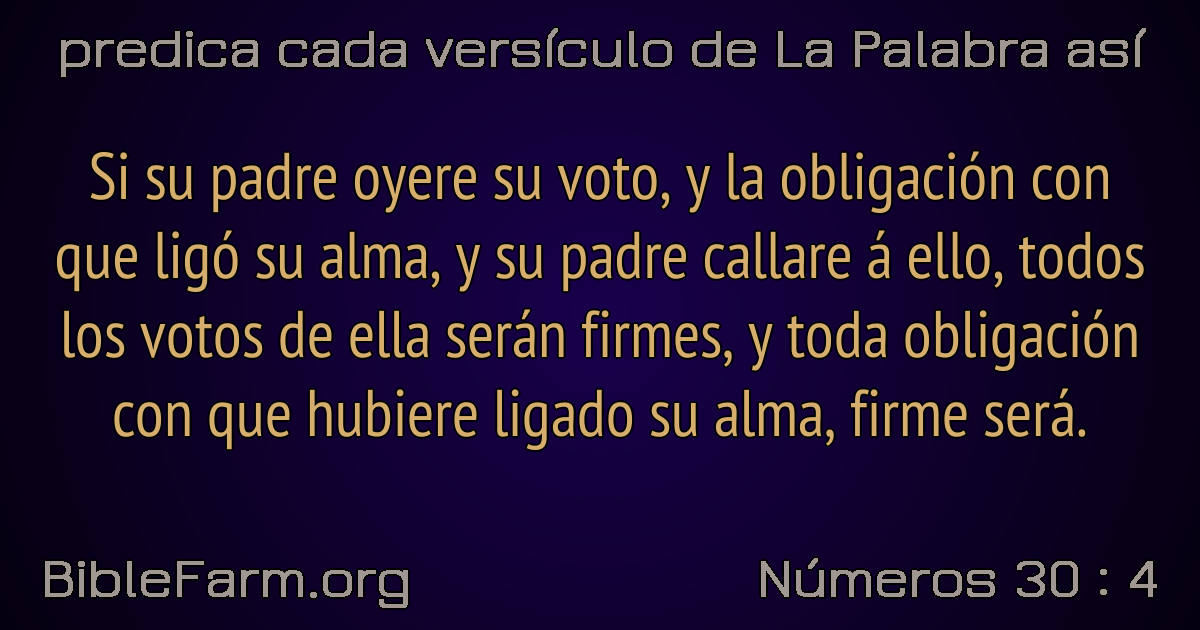 predica cada versículo de La Palabra así
Si su padre oyere su voto, y la obligación con
que ligó su alma, y su padre callare á ello, todos
los votos de ella serán firmes, y toda obligación
con que hubiere ligado su alma, firme será.
BibleFarm.org
Números 30 : 4